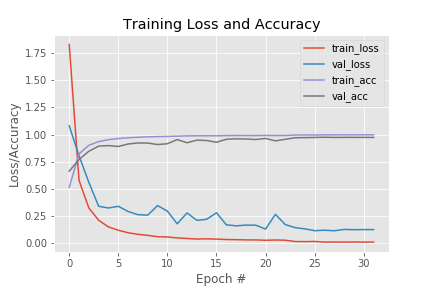 Training Loss and Accuracy
train_loss
val_loss
train_acc
val_acc
1.75
1.50
1.25
1.00
0.75
0.50
0.25
0.00
Loss/Accuracy
0 5 10 15 20 25 30
Epoch #